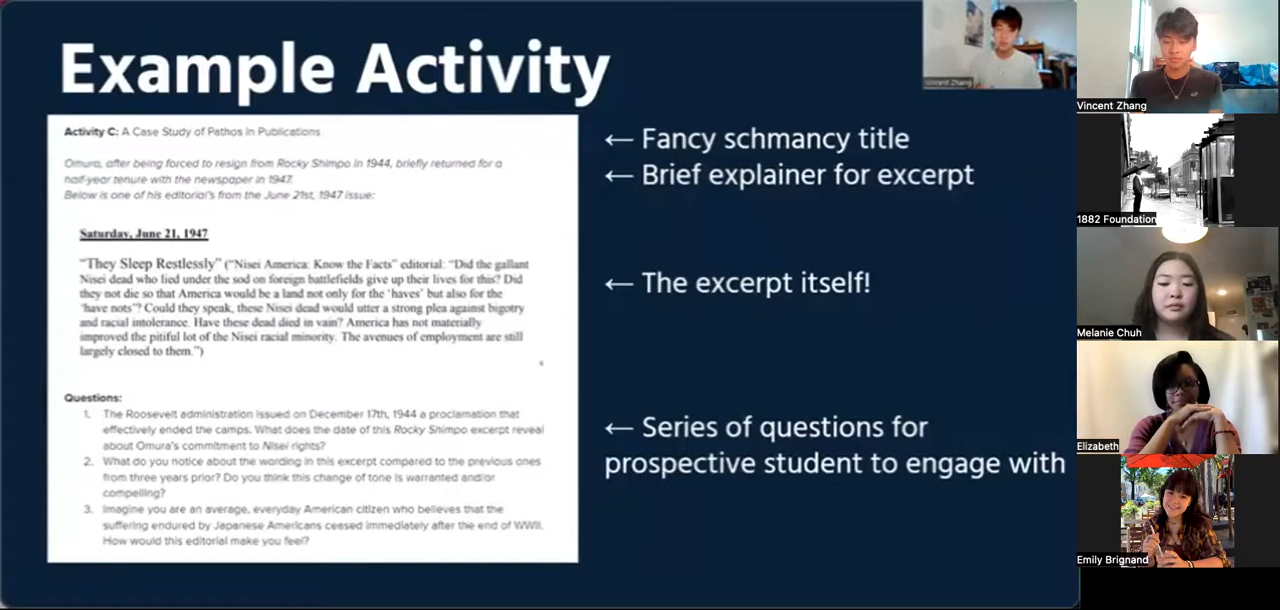 Example Activity
Activity C: A Case Study of Pathos in Publications
Omura, after being forced to resign from Rocky Shimpo in 1944, briefly returned for a
half-year tenure with the newspaper in 1947.
Below is one of his editorial's from the June 21st, 1947 issue:
Saturday, June 21, 1947
"They Sleep Restlessly" ("Nisei America: Know the Facts" editorial: "Did the gallant
Nisei dead who lied under the sod on foreign battlefields give up their lives for this? Did
they not die so that America would be a land not only for the 'haves' but also for the
'have nots'? Could they speak, these Nisei dead would utter a strong plea against bigotry
and racial intolerance. Have these dead died in vain? America has not materially
improved the pitiful lot of the Nisei racial minority. The avenues of employment are still
largely closed to them.")
Questions:
1. The Roosevelt administration issued on December 17th, 1944 a proclamation that
effectively ended the camps. What does the date of this Rocky Shimpo excerpt reveal
about Omura's commitment to Nisei rights?
2. What do you notice about the wording in this excerpt compared to the previous ones
from three years prior? Do you think this change of tone is warranted and/or
compelling?
3. Imagine you are an average, everyday American citizen who believes that the
suffering endured by Japanese Americans ceased immediately after the end of WWII.
How would this editorial make you feel?
← Fancy schmancy title
← Brief explainer for excerpt
← The excerpt itself!
← Series of questions for
prospective student to engage with
Vincent Zhang
Vincent Zhang
1882 Foundation
Melanie Chuh
Elizabeth
Emily Brignand